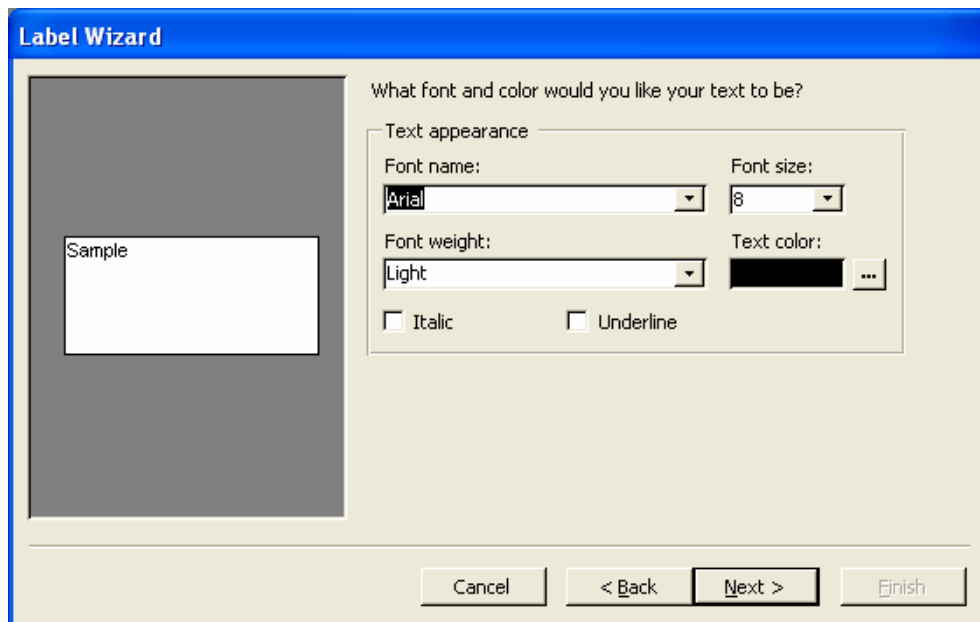 Label Wizard
What font and color would you like your text to be?
Text appearance
Font name:
Font size:
Arial
8
Sample
Font weight:
Text color:
Light
...
Italic
Underline
Cancel
< Back
Next >
Finish